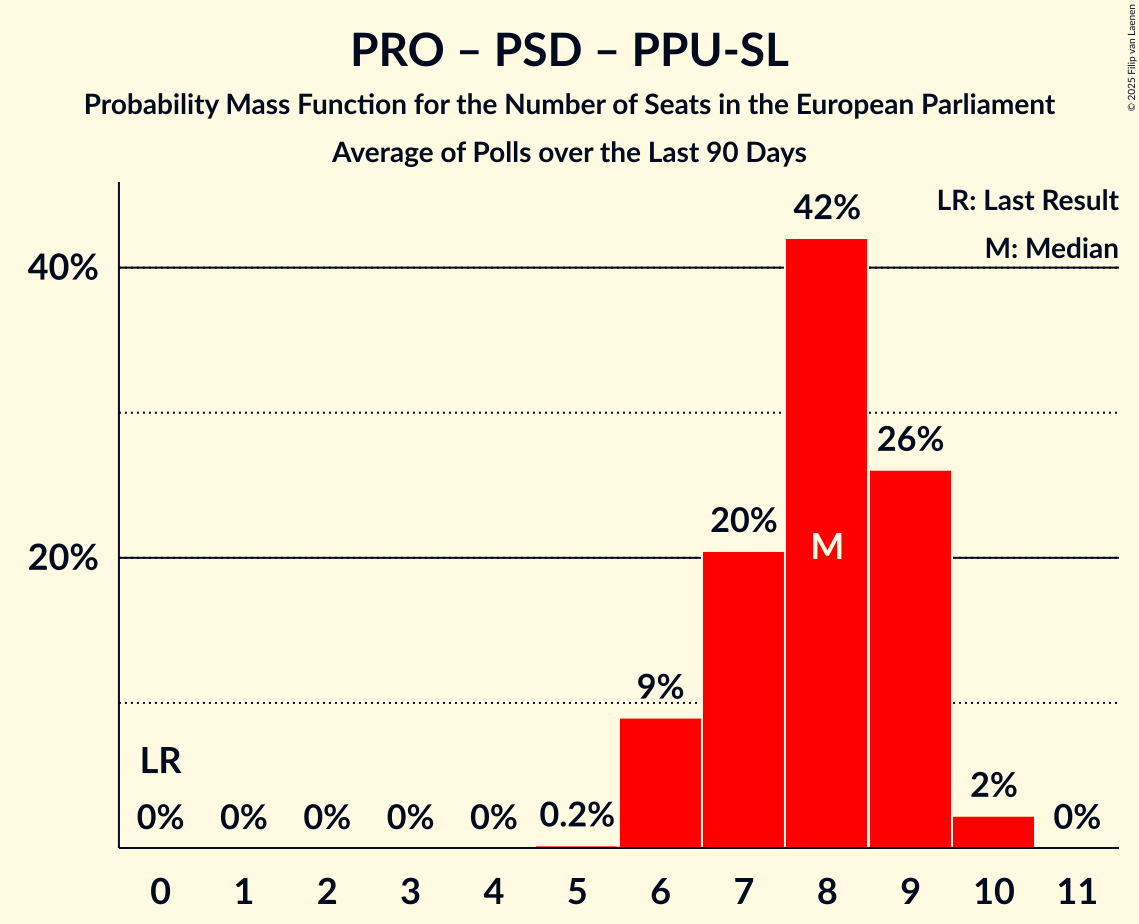 PRO – PSD – PPU-SL
Probability Mass Function for the Number of Seats in the European Parliament
Average of Polls over the Last 90 Days
© 2025 Filip van Laenen
LR: Last Result
M: Median
42%
40%
26%
20%
M
20%
9%
LR
0% 0% 0% 0% 0% 0.2% 2% 0%
0 1 2 3 4 5 6 7 8 9 10 11